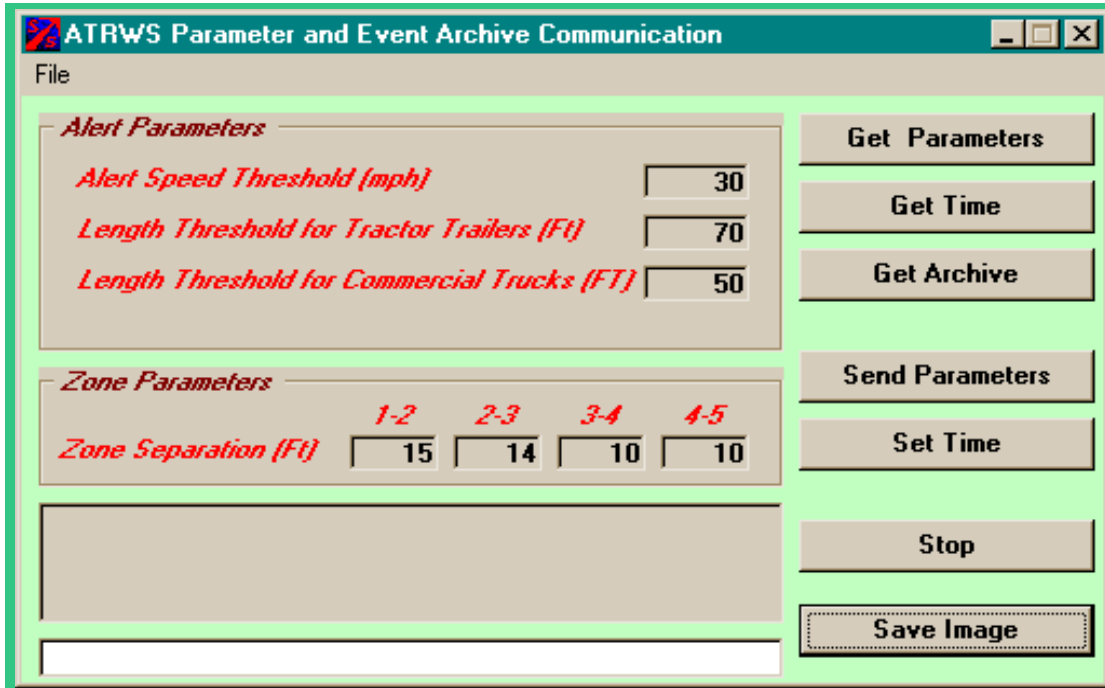 ATRWS Parameter and Event Archive Communication
File
Alert Parameters
Alert Speed Threshold (mph) 30
Length Threshold for Tractor Trailers (Ft) 70
Length Threshold for Commercial Trucks (FT) 50
Zone Parameters
1-2 2-3 3-4 4-5
Zone Separation (Ft) 15 14 10 10
Get Parameters
Get Time
Get Archive
Send Parameters
Set Time
Stop
Save Image